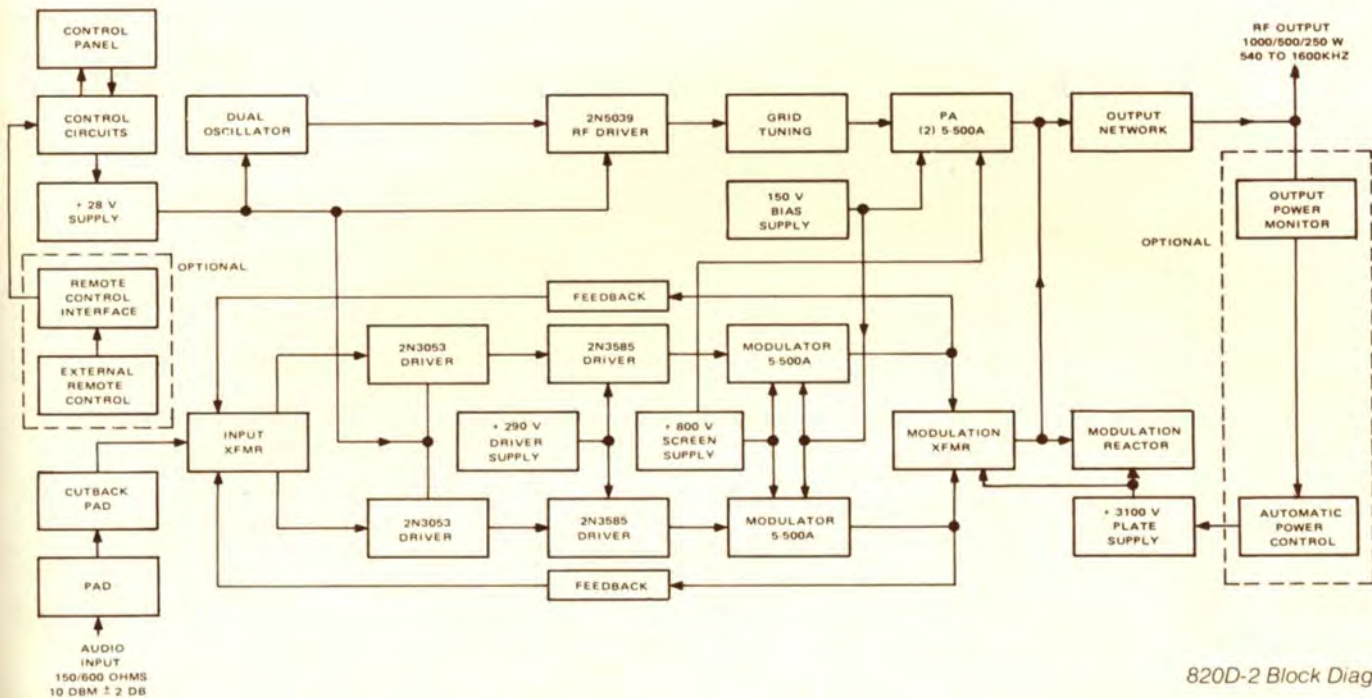 CONTROL
PANEL
CONTROL
CIRCUITS
+ 28 V
SUPPLY
OPTIONAL
REMOTE
CONTROL
INTERFACE
EXTERNAL
REMOTE
CONTROL
CUTBACK
PAD
PAD
AUDIO
INPUT
150/600 OHMS
10 DBM ± 2 DB
DUAL
OSCILLATOR
2N5039
RF DRIVER
GRID
TUNING
PA
(2) 5-500A
OUTPUT
NETWORK
RF OUTPUT
1000/500/250 W
540 TO 1600KHZ
150 V
BIAS
SUPPLY
OPTIONAL
OUTPUT
POWER
MONITOR
FEEDBACK
INPUT
XFMR
2N3053
DRIVER
2N3585
DRIVER
MODULATOR
5-500A
+ 290 V
DRIVER
SUPPLY
+ 800 V
SCREEN
SUPPLY
MODULATION
XFMR
MODULATION
REACTOR
2N3053
DRIVER
2N3585
DRIVER
MODULATOR
5-500A
+ 3100 V
PLATE
SUPPLY
AUTOMATIC
POWER
CONTROL
FEEDBACK
820D-2 Block Diag